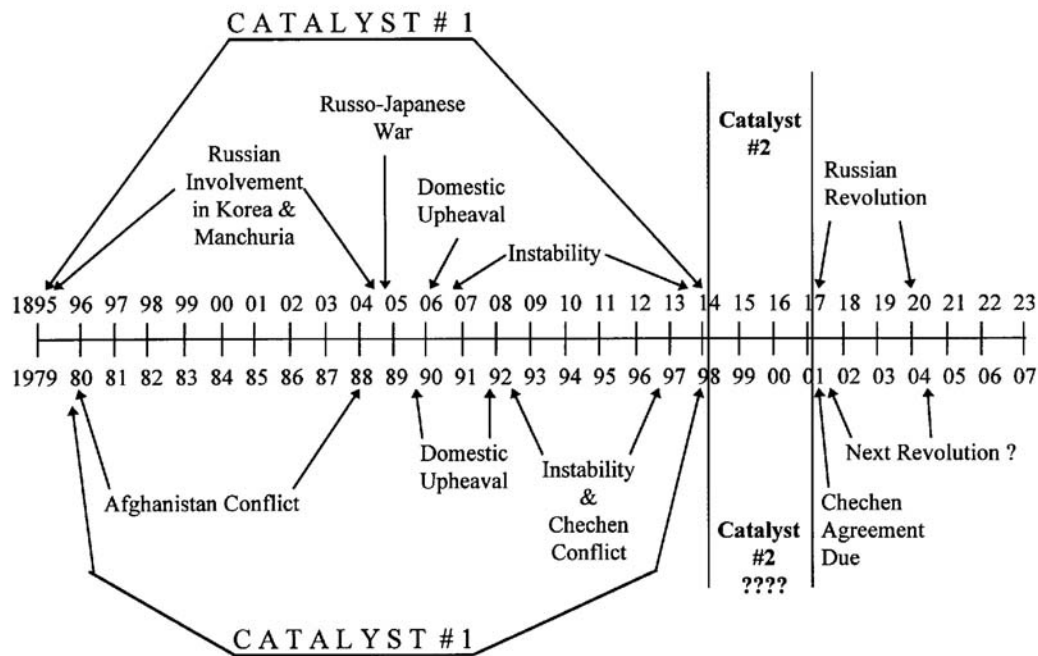 CATALYST # 1
Russo-Japanese
War
Catalyst
#2
Russian
Involvement
in Korea &
Manchuria
Domestic
Upheaval
Russian
Revolution
Instability
1895 96 97 98 99 00 01 02 03 04 05 06 07 08 09 10 11 12 13 14 15 16 17 18 19 20 21 22 23
1979 80 81 82 83 84 85 86 87 88 89 90 91 92 93 94 95 96 97 98 99 00 01 02 03 04 05 06 07
Domestic
Upheaval
Instability
&
Chechen
Conflict
Next Revolution ?
Afghanistan Conflict
Chechen
Agreement
Due
Catalyst
#2
????
CATALYST #1